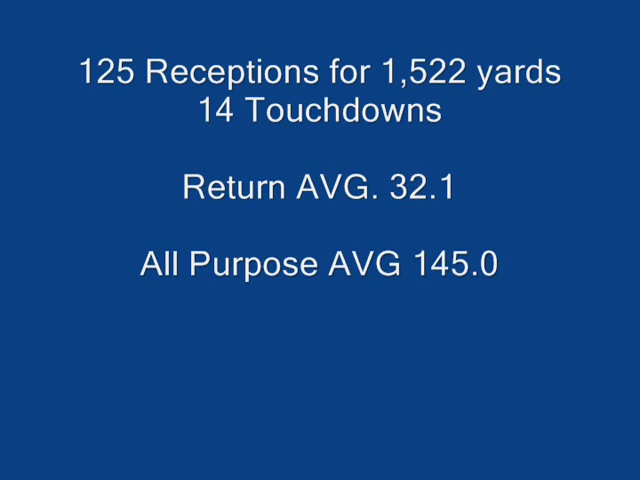 125 Receptions for 1,522 yards
14 Touchdowns
Return AVG. 32.1
All Purpose AVG 145.0